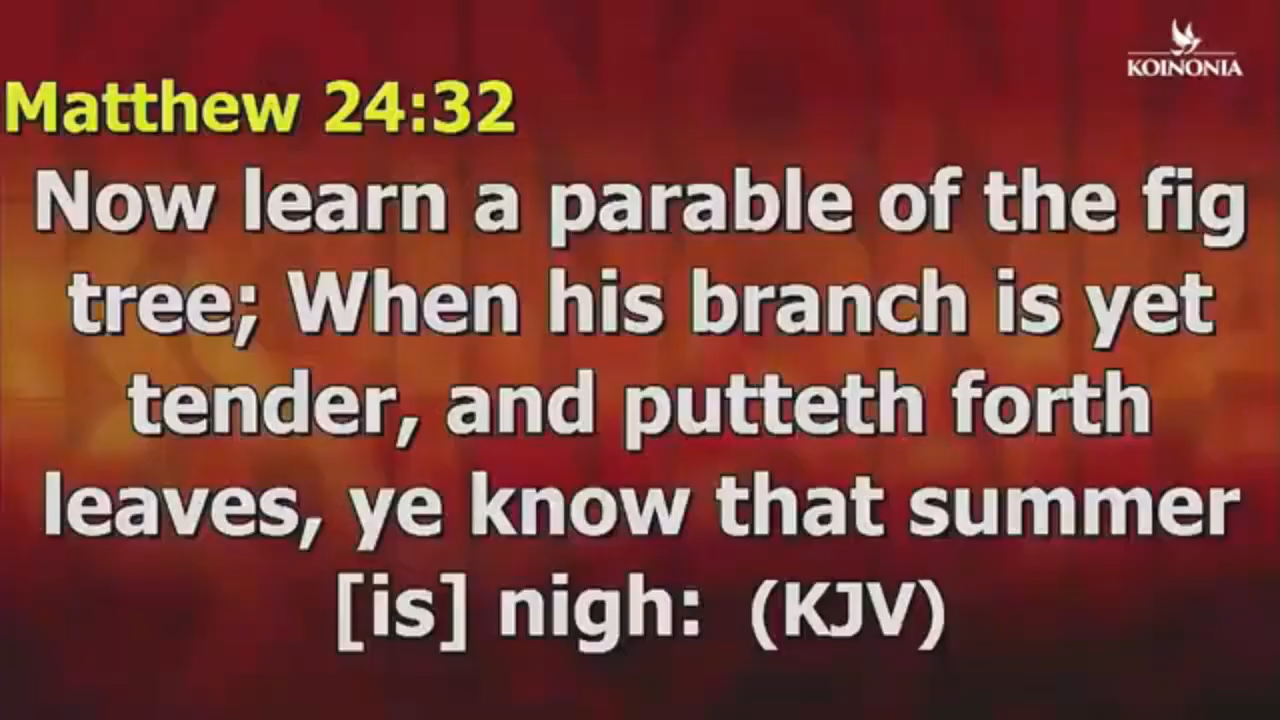 KOINONIA
Matthew 24:32
Now learn a parable of the fig
tree; When his branch is yet
tender, and putteth forth
leaves, ye know that summer
[is] nigh: (KJV)